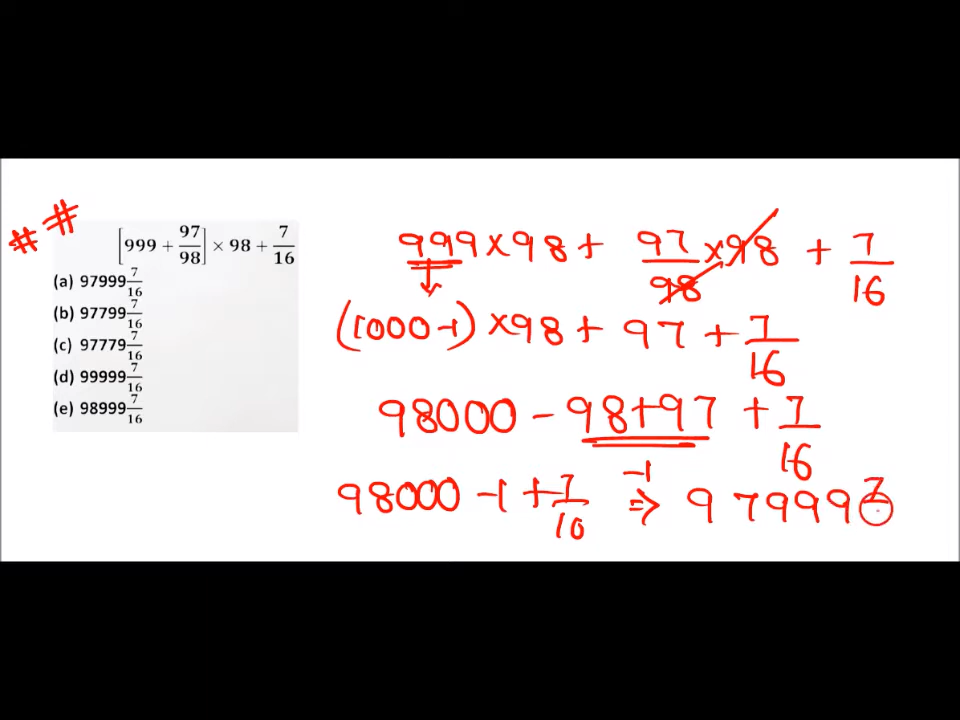 # #
[999 + 97/98] × 98 + 7/16
(a) 97999 7/16
(b) 97799 7/16
(c) 97779 7/16
(d) 99999 7/16
(e) 98999 7/16
999 × 98 + 97/98 × 98 + 7/16
(1000 - 1) × 98 + 97 + 7/16
98000 - 98 + 97 + 7/16
-1
98000 - 1 + 7/10 ⇒ 97999 7